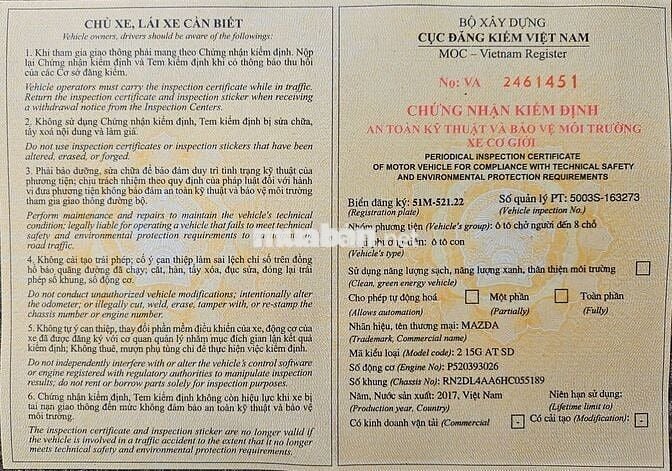 CHỦ XE, LÁI XE CẦN BIẾT
Vehicle owners, drivers should be aware of the followings:
1. Khi tham gia giao thông phải mang theo Chứng nhận kiểm định. Nộp
lại Chứng nhận kiểm định và Tem kiểm định khi có thông báo thu hồi
của các Cơ sở đăng kiểm.
Vehicle operators must carry the inspection certificate while in traffic.
Return the inspection certificate and inspection sticker when receiving
a withdrawal notice from the Inspection Centers.
2. Không sử dụng Chứng nhận kiểm định, Tem kiểm định bị sửa chữa,
tẩy xoá nội dung và làm giả.
Do not use inspection certificates or inspection stickers that have been
altered, erased, or forged.
3. Phải bảo dưỡng, sửa chữa để bảo đảm duy trì tình trạng kỹ thuật của
phương tiện; chịu trách nhiệm theo quy định của pháp luật đối với hành
vi đưa phương tiện không bảo đảm an toàn kỹ thuật và bảo vệ môi trường
tham gia giao thông đường bộ.
Perform maintenance and repairs to maintain the vehicle's technical
condition; legally liable for operating a vehicle that fails to meet technical
safety and environmental protection requirements to
road traffic.
4. Không cải tạo trái phép; cố ý can thiệp làm sai lệch chỉ số trên đồng
hồ báo quãng đường đã chạy; cắt, hàn, tẩy xóa, đục sửa, đóng lại trái
phép số khung, số động cơ.
Do not conduct unauthorized vehicle modifications; intentionally alter
the odometer; or illegally cut, weld, erase, tamper with, or re-stamp the
chassis number or engine number.
5. Không tự ý can thiệp, thay đổi phần mềm điều khiển của xe, động cơ của
xe đã được đăng ký với cơ quan quản lý nhằm mục đích gian lận kết quả
kiểm định; Không thuê, mượn phụ tùng chỉ để thực hiện việc kiểm định.
Do not independently interfere with or alter the vehicle's control software
or engine registered with regulatory authorities to manipulate inspection
results; do not rent or borrow parts solely for inspection purposes.
6. Chứng nhận kiểm định, Tem kiểm định không còn hiệu lực khi xe bị
tai nạn giao thông đến mức không đảm bảo an toàn kỹ thuật và bảo vệ
môi trường.
The inspection certificate and inspection sticker are no longer valid if
the vehicle is involved in a traffic accident to the extent that it no longer
meets technical safety and environmental protection requirements.
BỘ XÂY DỰNG
CỤC ĐĂNG KIỂM VIỆT NAM
MOC – Vietnam Register
No: VA 2461451
CHỨNG NHẬN KIỂM ĐỊNH
AN TOÀN KỸ THUẬT VÀ BẢO VỆ MÔI TRƯỜNG
XE CƠ GIỚI
PERIODICAL INSPECTION CERTIFICATE
OF MOTOR VEHICLE FOR COMPLIANCE WITH TECHNICAL SAFETY
AND ENVIRONMENTAL PROTECTION REQUIREMENTS
Biển đăng ký: 51M-521.22 Số quản lý PT: 5003S-163273
(Registration plate) (Vehicle inspection No.)
Nhóm phương tiện (Vehicle's group): ô tô chở người đến 8 chỗ
ô tô con
(Vehicle's type)
Sử dụng năng lượng sạch, năng lượng xanh, thân thiện môi trường
(Clean, green energy vehicle)
Cho phép tự động hoá Một phần Toàn phần
(Allows automation) (Partially) (Fully)
Nhãn hiệu, tên thương mại: MAZDA
(Trademark, Commercial name)
Mã kiểu loại (Model code): 2 15G AT SD
Số động cơ (Engine No): P520393026
Số khung (Chassis No): RN2DL4AA6HC055189
Năm, Nước sản xuất: 2017, Việt Nam Niên hạn sử dụng:
(Production year, Country) (Lifetime limit to)
Có kinh doanh vận tải (Commercial - Có cải tạo (Modification): -